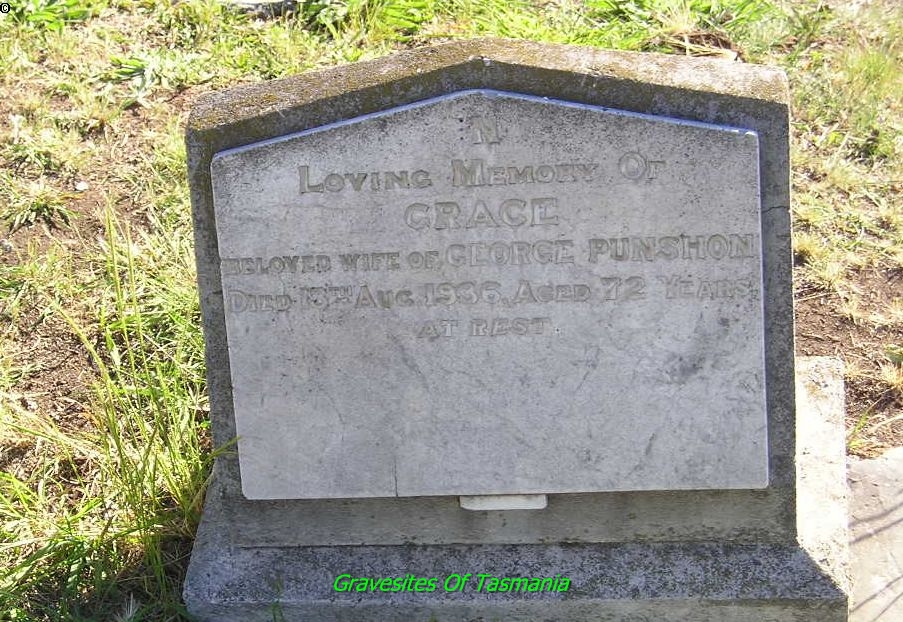 ©
IN
LOVING MEMORY OF
GRACE
BELOVED WIFE OF GEORGE PUNSHON
DIED 13TH AUG. 1936, AGED 72 YEARS.
AT REST.
Gravesites Of Tasmania